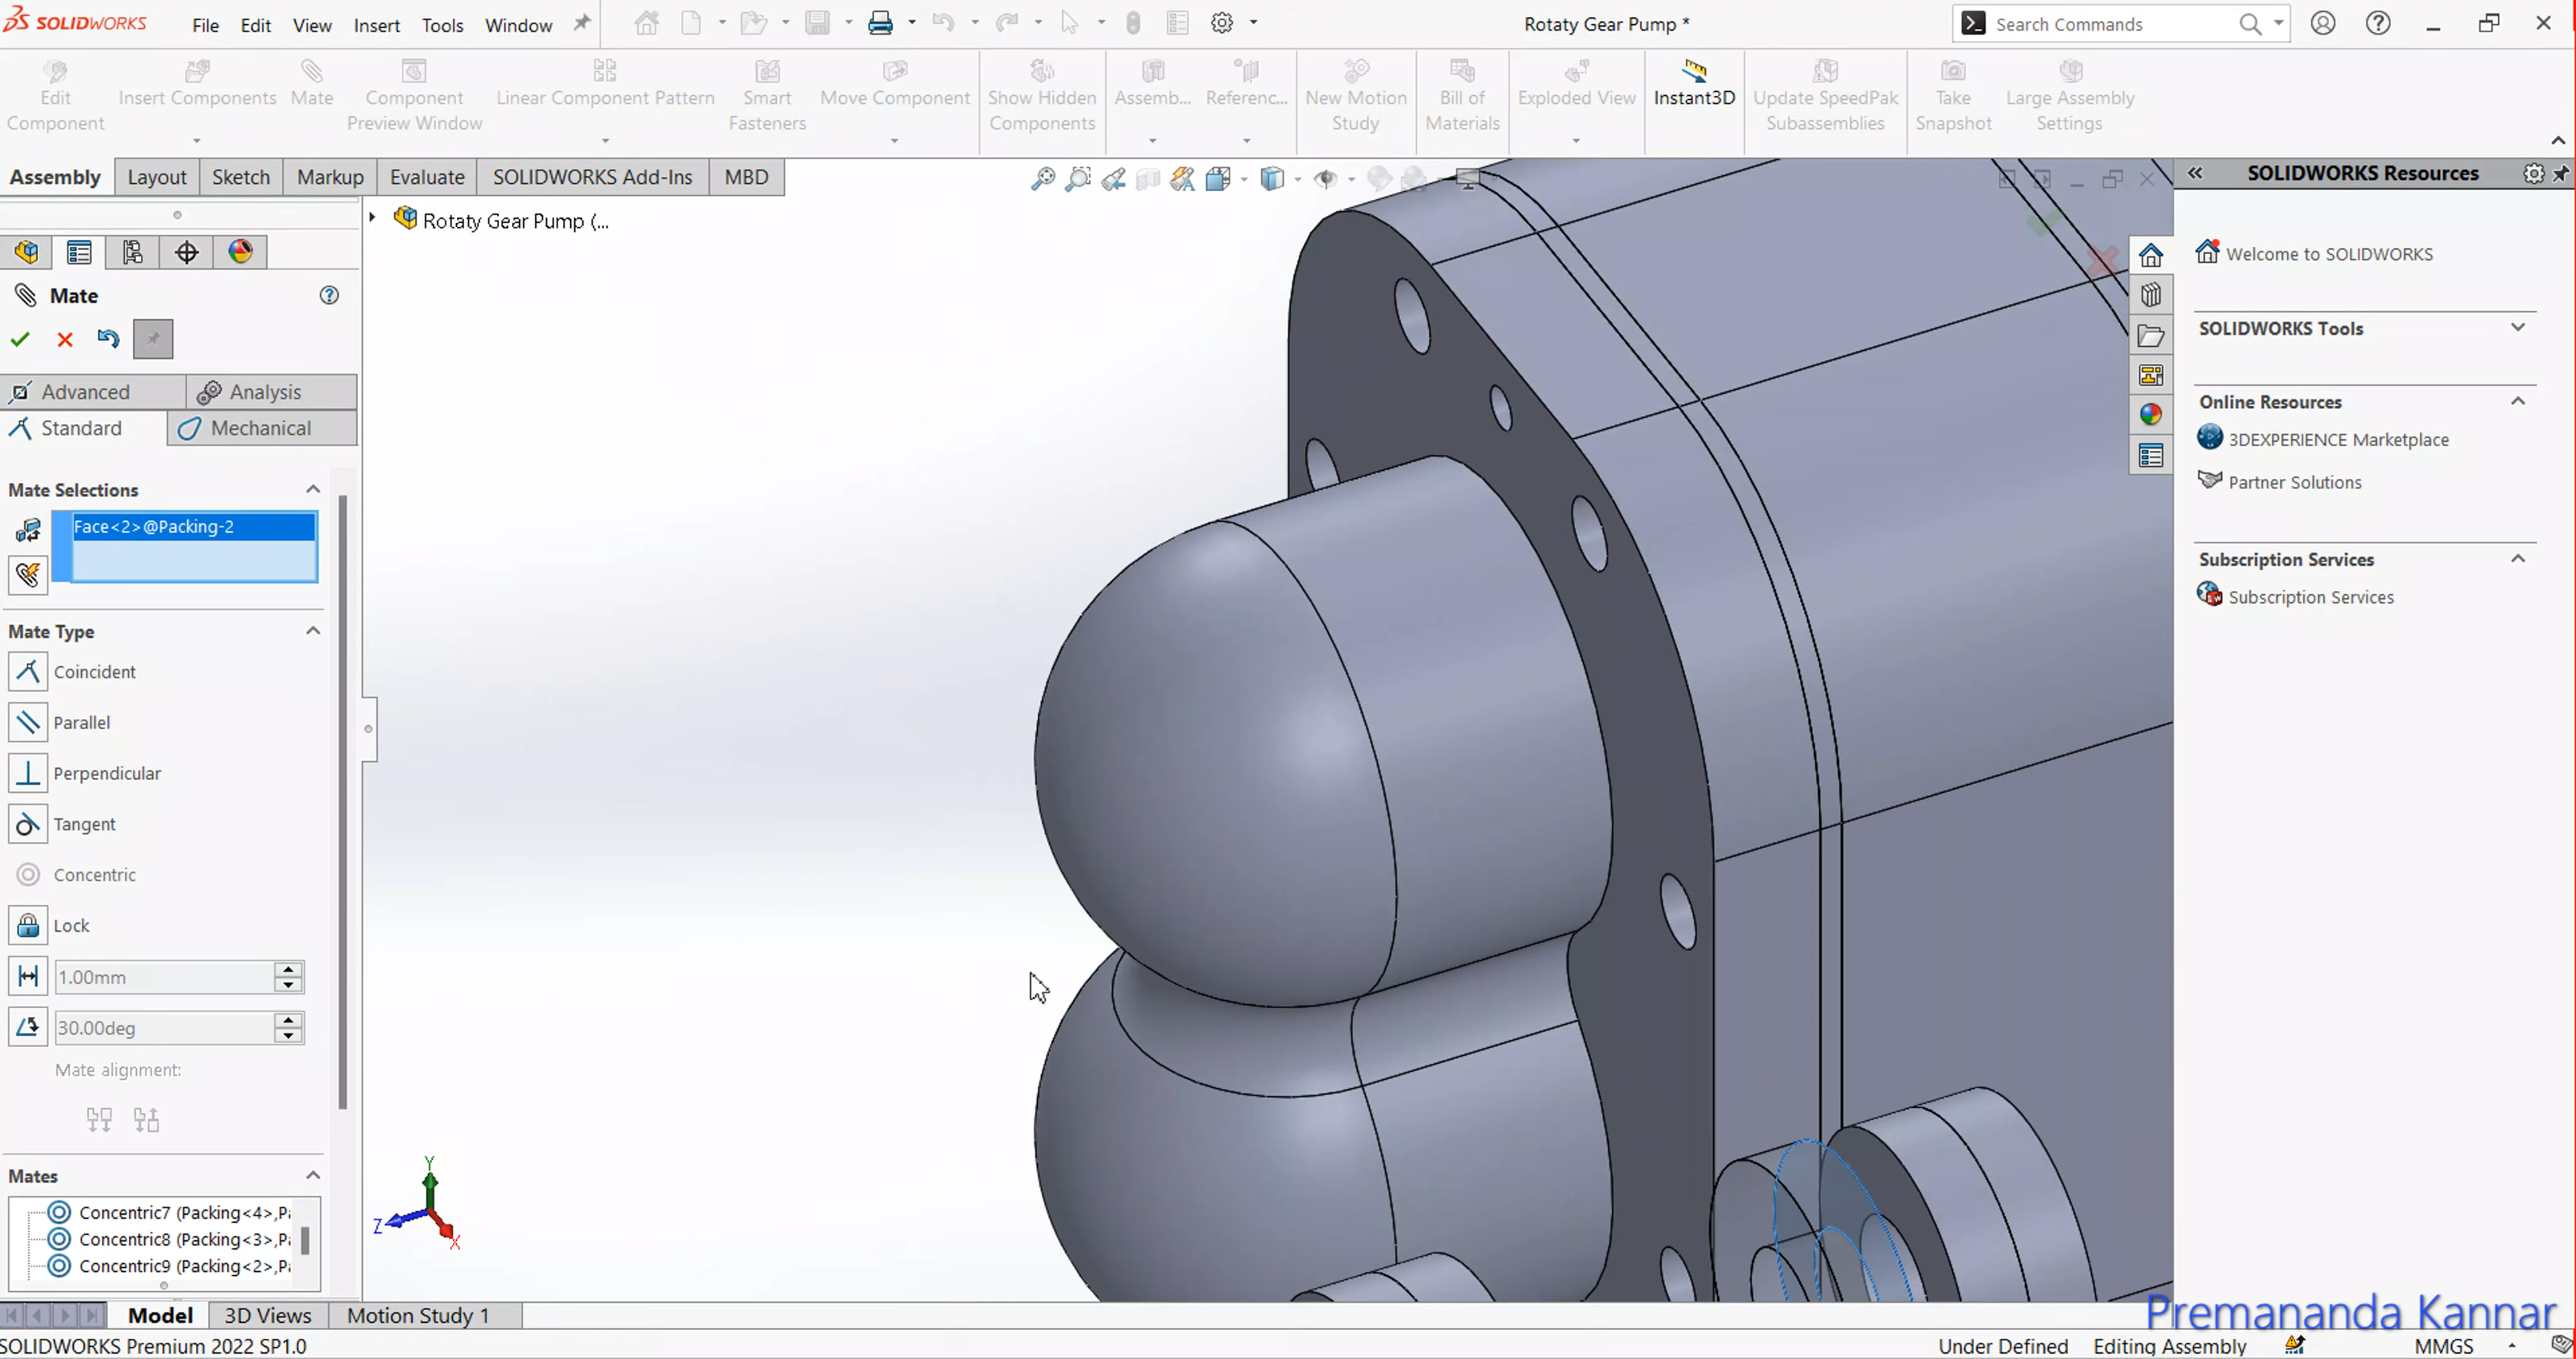 SOLIDWORKS
File Edit View Insert Tools Window
Rotaty Gear Pump *
Search Commands
Edit Component
Insert Components
Mate
Component Preview Window
Linear Component Pattern
Smart Fasteners
Move Component
Show Hidden Components
Assemb...
Referenc...
New Motion Study
Bill of Materials
Exploded View
Instant3D
Update SpeedPak Subassemblies
Take Snapshot
Large Assembly Settings
Assembly Layout Sketch Markup Evaluate SOLIDWORKS Add-Ins MBD
Rotaty Gear Pump (...
Mate
Advanced Analysis
Standard Mechanical
Mate Selections
Face<2>@Packing-2
Mate Type
Coincident
Parallel
Perpendicular
Tangent
Concentric
Lock
1.00mm
30.00deg
Mate alignment:
Mates
Concentric7 (Packing<4>,Pa
Concentric8 (Packing<3>,Pa
Concentric9 (Packing<2>,Pa
Y
Z
X
SOLIDWORKS Resources
Welcome to SOLIDWORKS
SOLIDWORKS Tools
Online Resources
3DEXPERIENCE Marketplace
Partner Solutions
Subscription Services
Subscription Services
Model 3D Views Motion Study 1
Premananda Kannar
SOLIDWORKS Premium 2022 SP1.0
Under Defined Editing Assembly MMGS